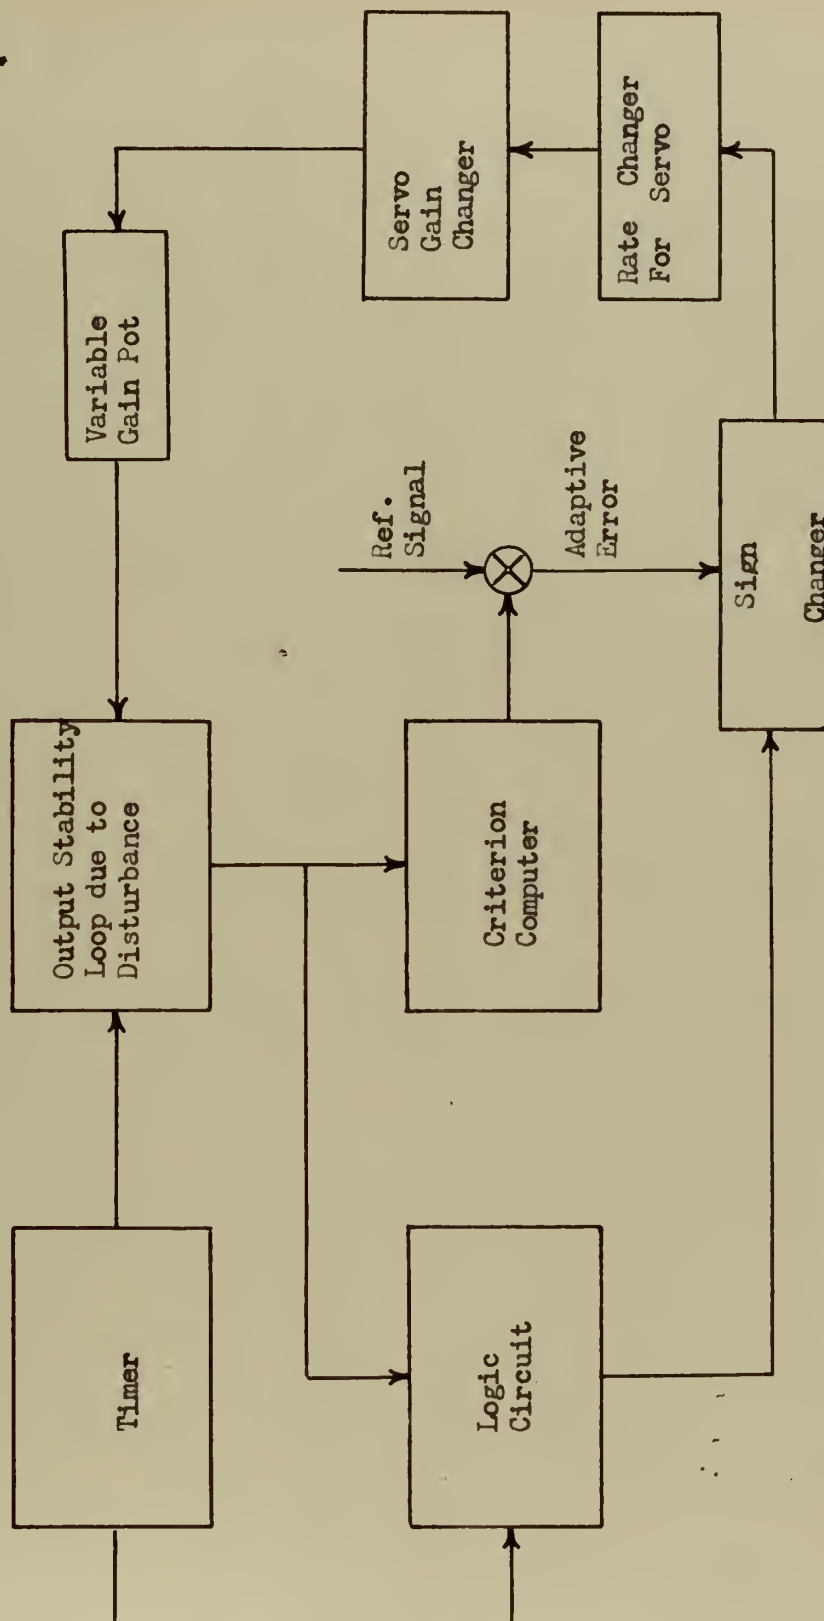 Timer
Output Stability
Loop due to
Disturbance
Variable
Gain Pot
Logic
Circuit
Criterion
Computer
Ref.
Signal
Adaptive
Error
Servo
Gain
Changer
Rate Changer
For Servo
Sign
Changer